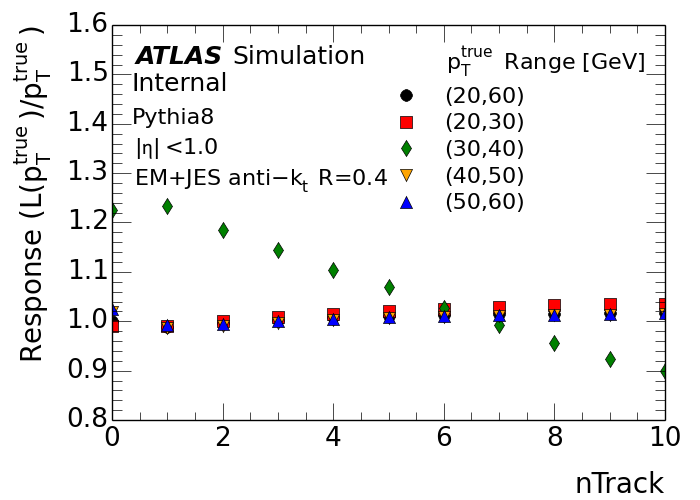 1.6
1.5
1.4
1.3
1.2
1.1
1.0
0.9
0.8
Response (L(p_T^true)/p_T^true)
ATLAS Simulation
Internal
Pythia8
|η| <1.0
EM+JES anti−k_t R=0.4
p_T^true Range [GeV]
(20,60)
(20,30)
(30,40)
(40,50)
(50,60)
0 2 4 6 8 10
nTrack